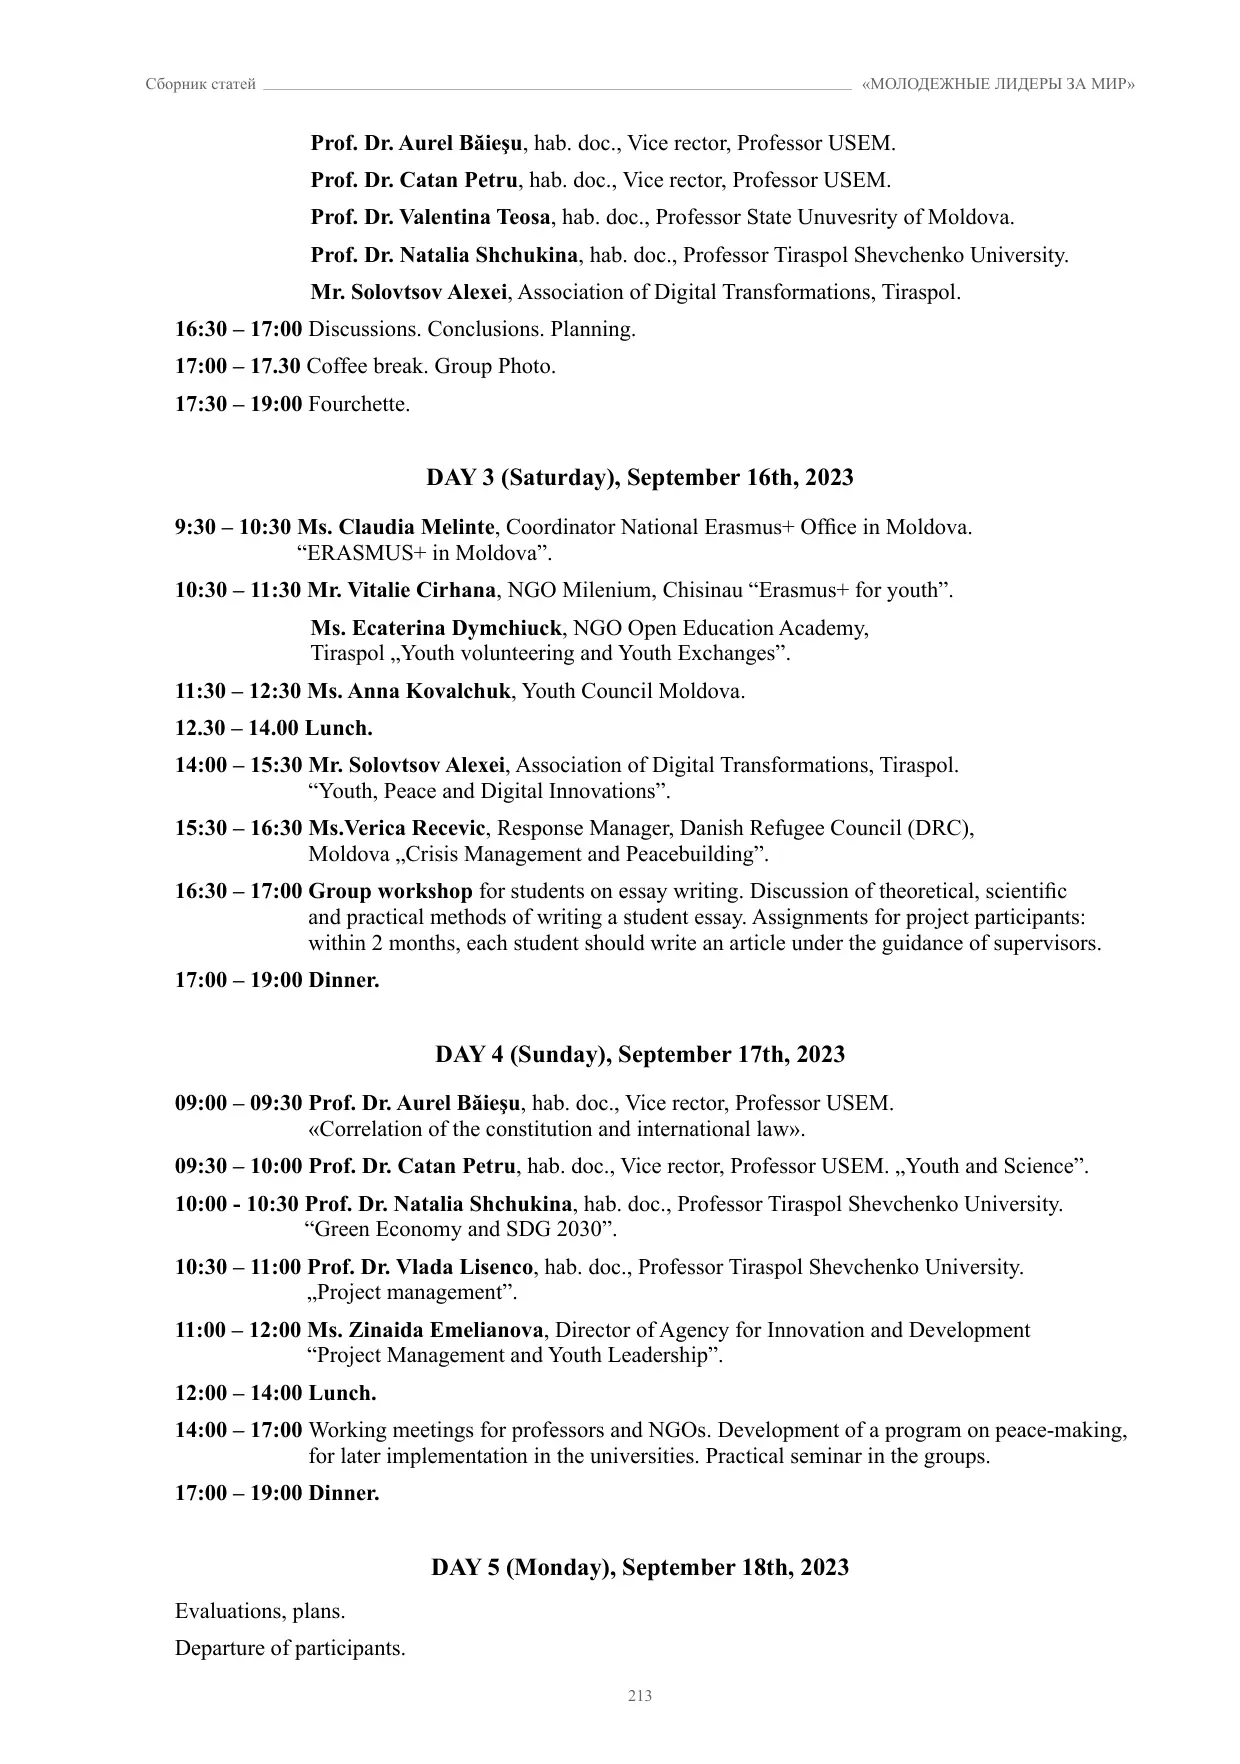 Сборник статей «МОЛОДЕЖНЫЕ ЛИДЕРЫ ЗА МИР»
Prof. Dr. Aurel Băieşu, hab. doc., Vice rector, Professor USEM.
Prof. Dr. Catan Petru, hab. doc., Vice rector, Professor USEM.
Prof. Dr. Valentina Teosa, hab. doc., Professor State Unuvesrity of Moldova.
Prof. Dr. Natalia Shchukina, hab. doc., Professor Tiraspol Shevchenko University.
Mr. Solovtsov Alexei, Association of Digital Transformations, Tiraspol.
16:30 – 17:00 Discussions. Conclusions. Planning.
17:00 – 17.30 Coffee break. Group Photo.
17:30 – 19:00 Fourchette.
DAY 3 (Saturday), September 16th, 2023
9:30 – 10:30 Ms. Claudia Melinte, Coordinator National Erasmus+ Office in Moldova.
“ERASMUS+ in Moldova”.
10:30 – 11:30 Mr. Vitalie Cirhana, NGO Milenium, Chisinau “Erasmus+ for youth”.
Ms. Ecaterina Dymchiuck, NGO Open Education Academy,
Tiraspol „Youth volunteering and Youth Exchanges”.
11:30 – 12:30 Ms. Anna Kovalchuk, Youth Council Moldova.
12.30 – 14.00 Lunch.
14:00 – 15:30 Mr. Solovtsov Alexei, Association of Digital Transformations, Tiraspol.
“Youth, Peace and Digital Innovations”.
15:30 – 16:30 Ms.Verica Recevic, Response Manager, Danish Refugee Council (DRC),
Moldova „Crisis Management and Peacebuilding”.
16:30 – 17:00 Group workshop for students on essay writing. Discussion of theoretical, scientific
and practical methods of writing a student essay. Assignments for project participants:
within 2 months, each student should write an article under the guidance of supervisors.
17:00 – 19:00 Dinner.
DAY 4 (Sunday), September 17th, 2023
09:00 – 09:30 Prof. Dr. Aurel Băieşu, hab. doc., Vice rector, Professor USEM.
«Correlation of the constitution and international law».
09:30 – 10:00 Prof. Dr. Catan Petru, hab. doc., Vice rector, Professor USEM. „Youth and Science”.
10:00 - 10:30 Prof. Dr. Natalia Shchukina, hab. doc., Professor Tiraspol Shevchenko University.
“Green Economy and SDG 2030”.
10:30 – 11:00 Prof. Dr. Vlada Lisenco, hab. doc., Professor Tiraspol Shevchenko University.
„Project management”.
11:00 – 12:00 Ms. Zinaida Emelianova, Director of Agency for Innovation and Development
“Project Management and Youth Leadership”.
12:00 – 14:00 Lunch.
14:00 – 17:00 Working meetings for professors and NGOs. Development of a program on peace-making,
for later implementation in the universities. Practical seminar in the groups.
17:00 – 19:00 Dinner.
DAY 5 (Monday), September 18th, 2023
Evaluations, plans.
Departure of participants.
213